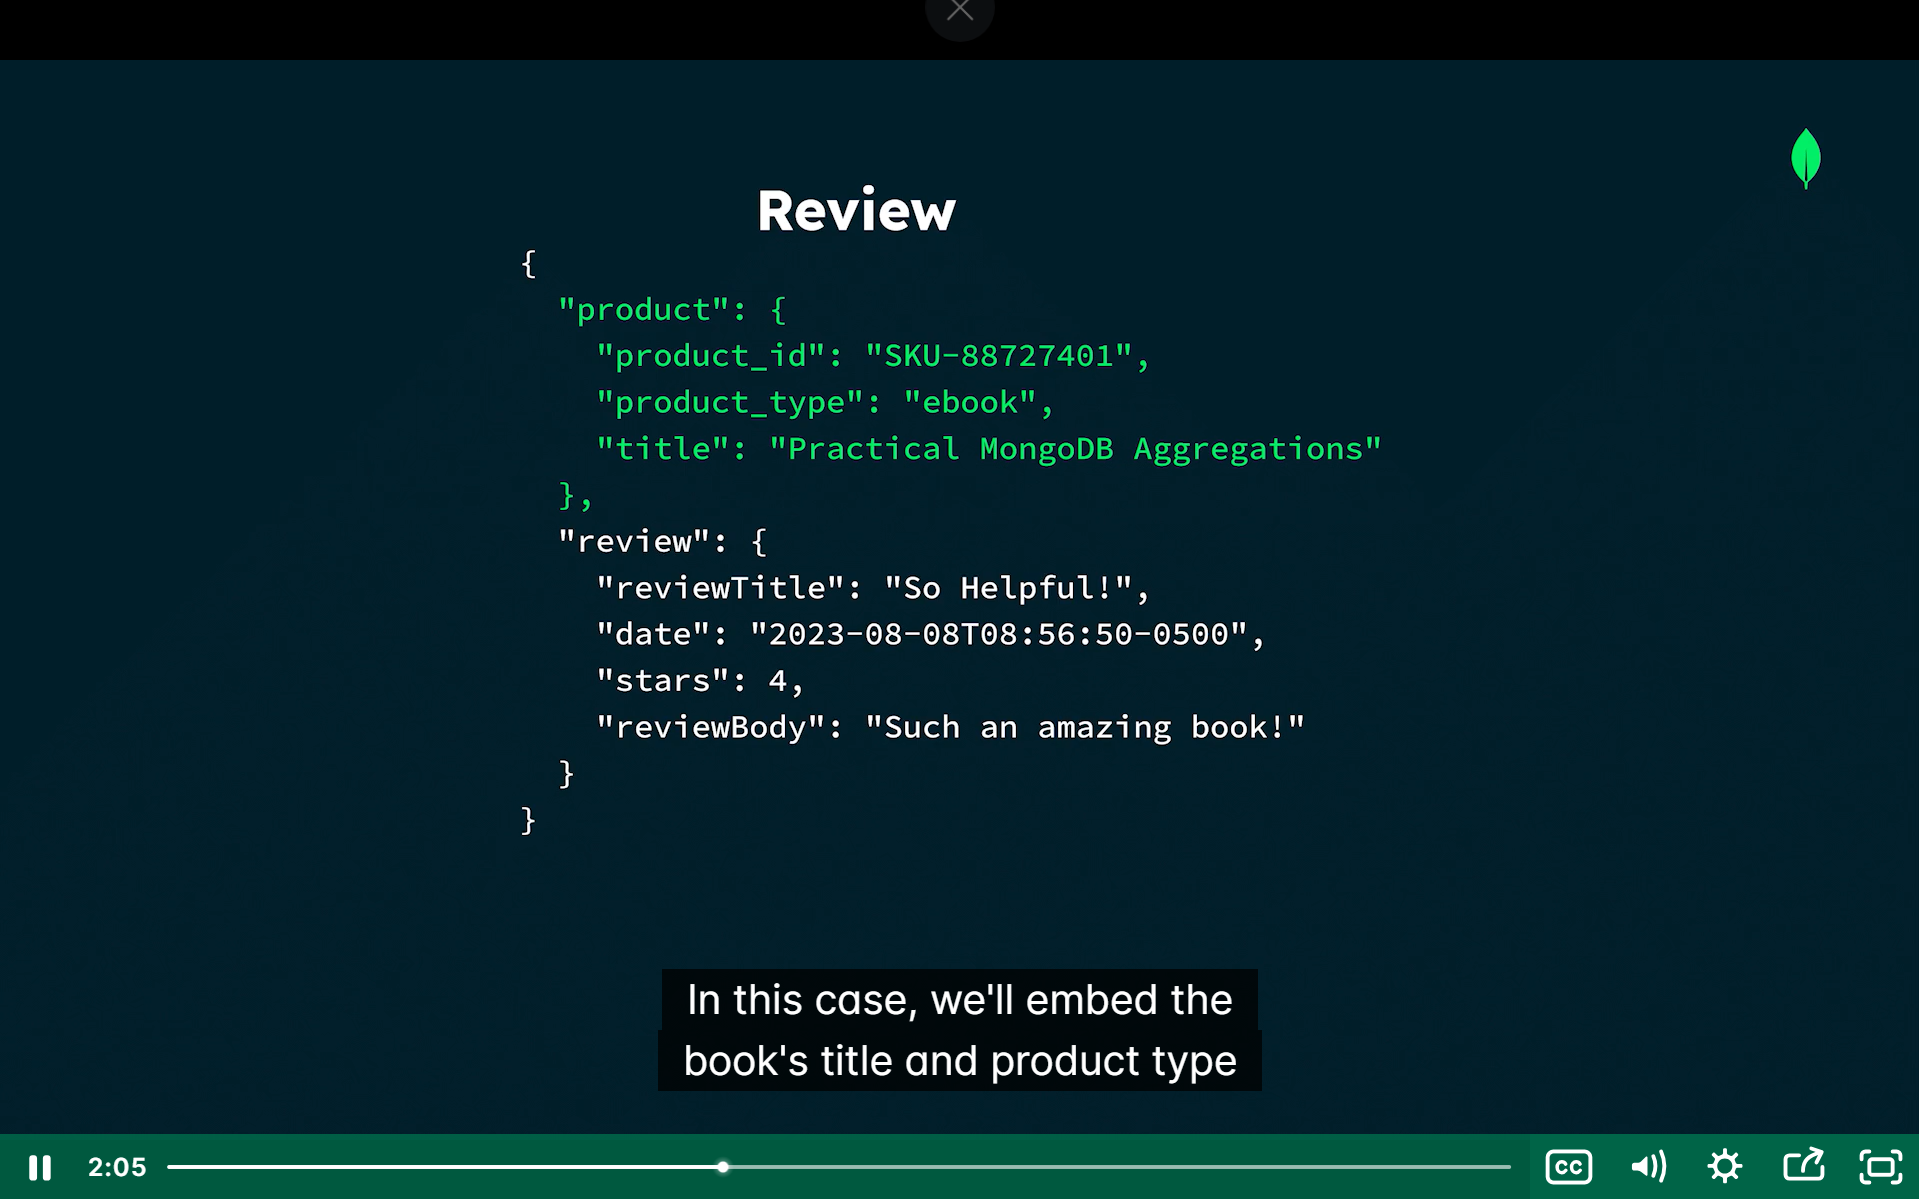 Review
{
"product": {
"product_id": "SKU-88727401",
"product_type": "ebook",
"title": "Practical MongoDB Aggregations"
},
"review": {
"reviewTitle": "So Helpful!",
"date": "2023-08-08T08:56:50-0500",
"stars": 4,
"reviewBody": "Such an amazing book!"
}
}
In this case, we'll embed the
book's title and product type
2:05
CC